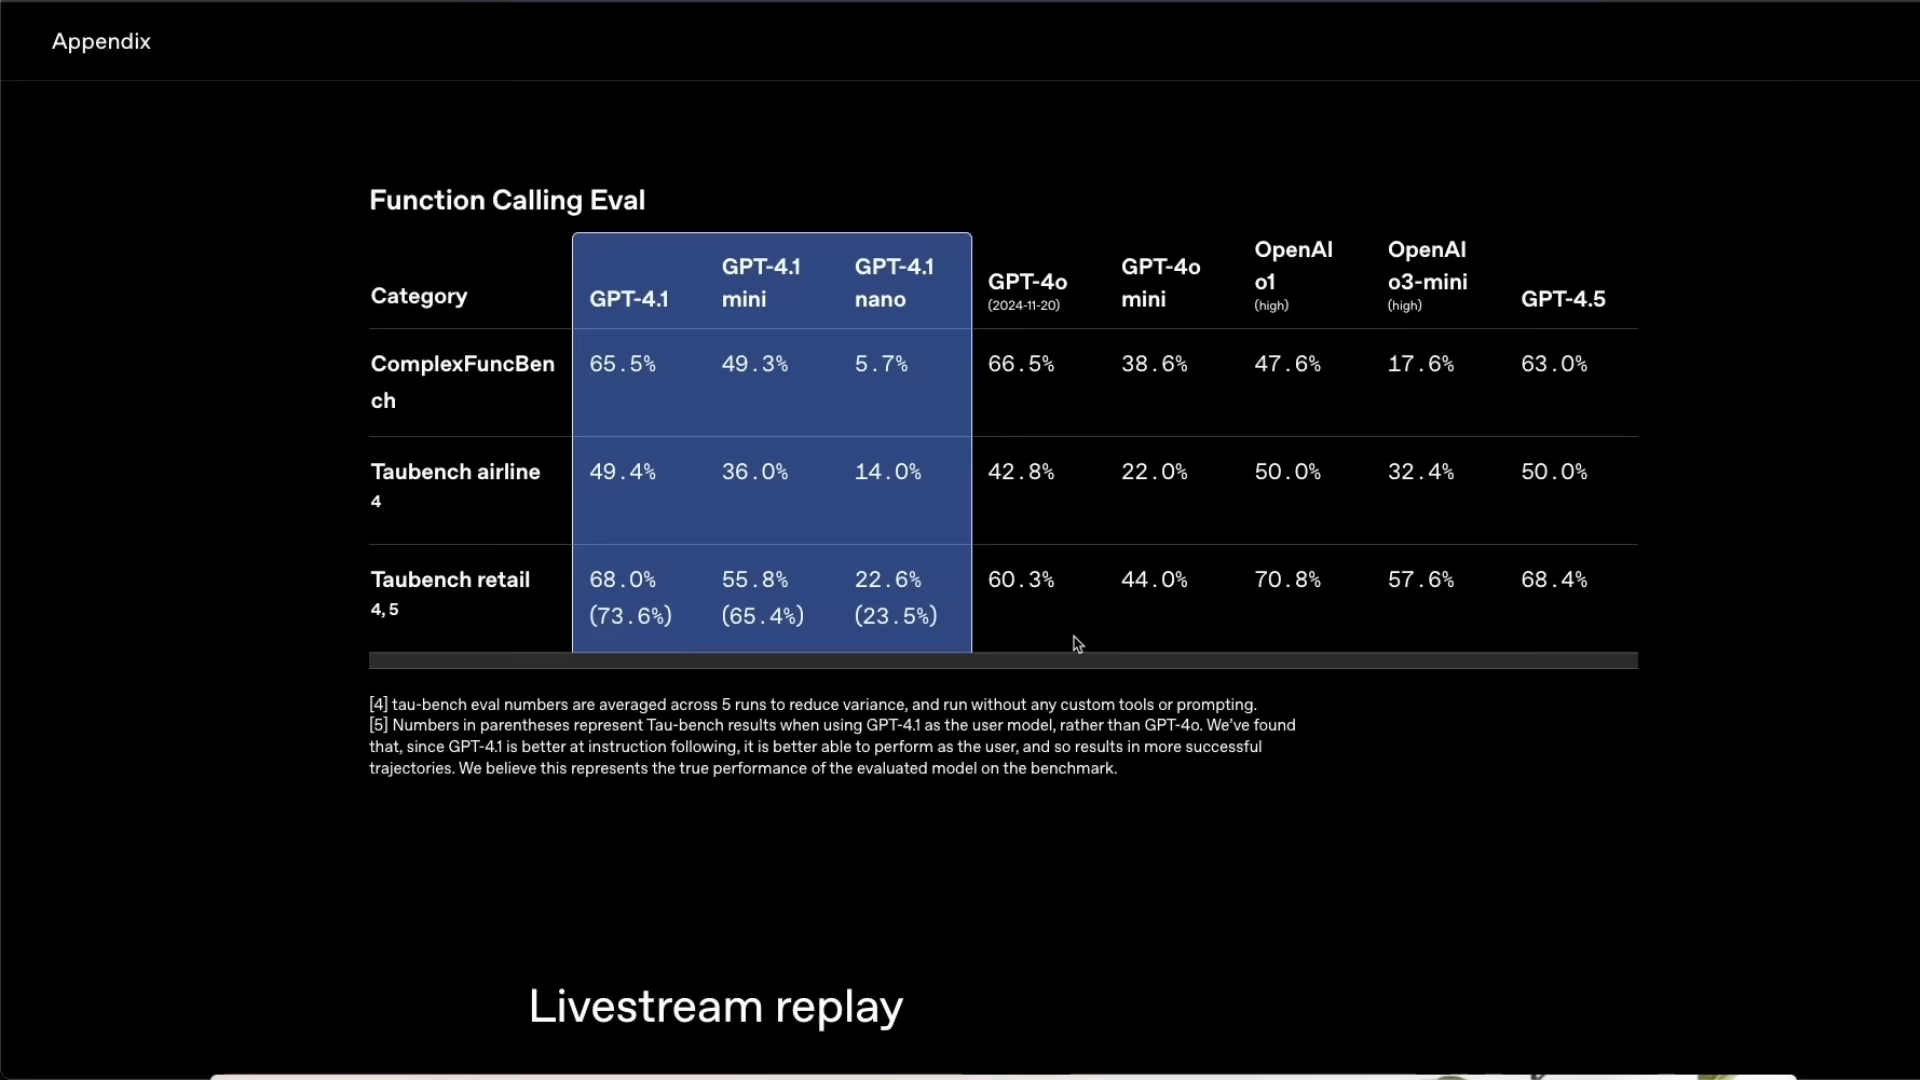 Appendix
Function Calling Eval
Category GPT-4.1 GPT-4.1 mini GPT-4.1 nano GPT-4o (2024-11-20) GPT-4o mini OpenAI o1 (high) OpenAI o3-mini (high) GPT-4.5
ComplexFuncBen
ch 65.5% 49.3% 5.7% 66.5% 38.6% 47.6% 17.6% 63.0%
Taubench airline
4 49.4% 36.0% 14.0% 42.8% 22.0% 50.0% 32.4% 50.0%
Taubench retail
4, 5 68.0% (73.6%) 55.8% (65.4%) 22.6% (23.5%) 60.3% 44.0% 70.8% 57.6% 68.4%
[4] tau-bench eval numbers are averaged across 5 runs to reduce variance, and run without any custom tools or prompting.
[5] Numbers in parentheses represent Tau-bench results when using GPT-4.1 as the user model, rather than GPT-4o. We’ve found
that, since GPT-4.1 is better at instruction following, it is better able to perform as the user, and so results in more successful
trajectories. We believe this represents the true performance of the evaluated model on the benchmark.
Livestream replay